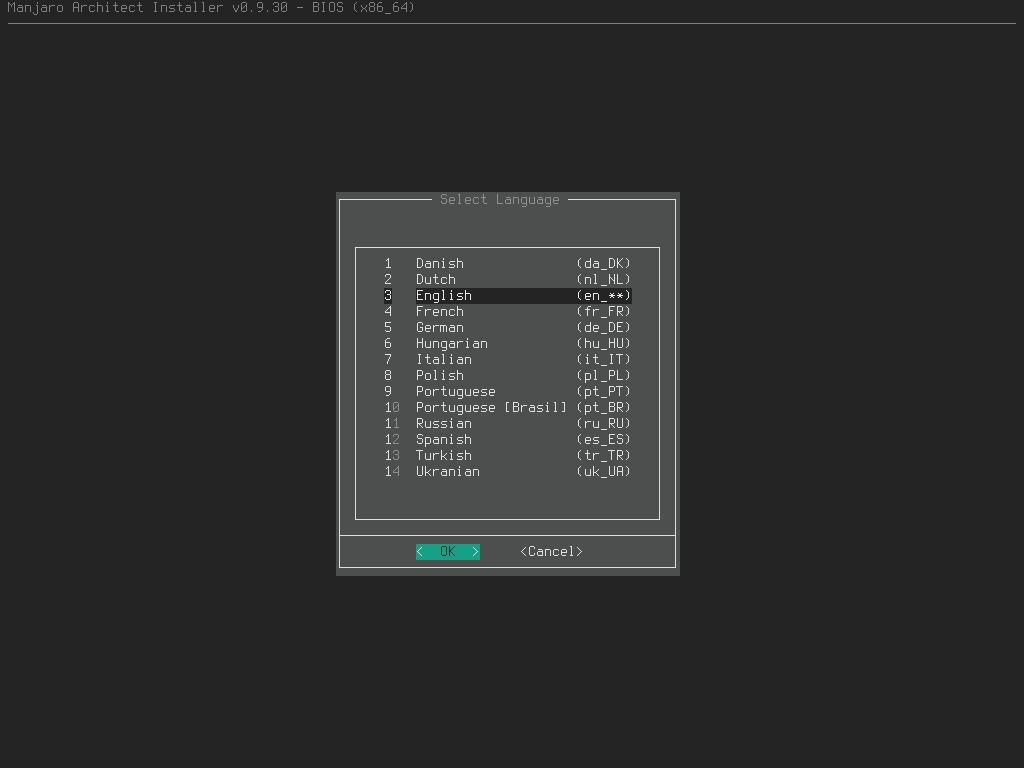 Manjaro Architect Installer v0.9.30 - BIOS (x86_64)
Select Language
1 Danish (da_DK)
2 Dutch (nl_NL)
3 English (en_**)
4 French (fr_FR)
5 German (de_DE)
6 Hungarian (hu_HU)
7 Italian (it_IT)
8 Polish (pl_PL)
9 Portuguese (pt_PT)
10 Portuguese [Brasil] (pt_BR)
11 Russian (ru_RU)
12 Spanish (es_ES)
13 Turkish (tr_TR)
14 Ukranian (uk_UA)
< OK > <Cancel>